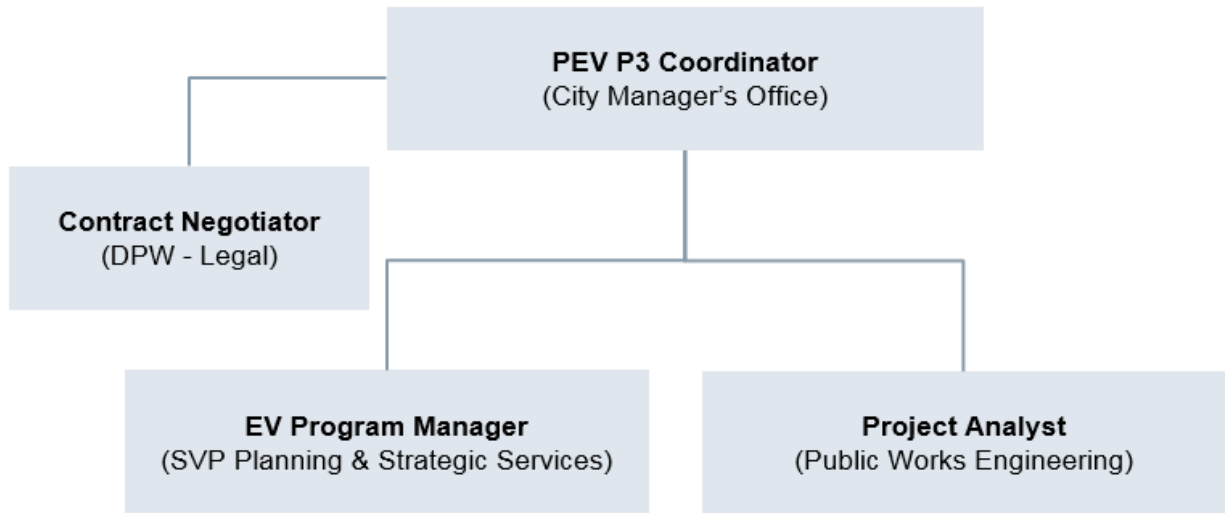 PEV P3 Coordinator
(City Manager's Office)
Contract Negotiator
(DPW - Legal)
EV Program Manager
(SVP Planning & Strategic Services)
Project Analyst
(Public Works Engineering)